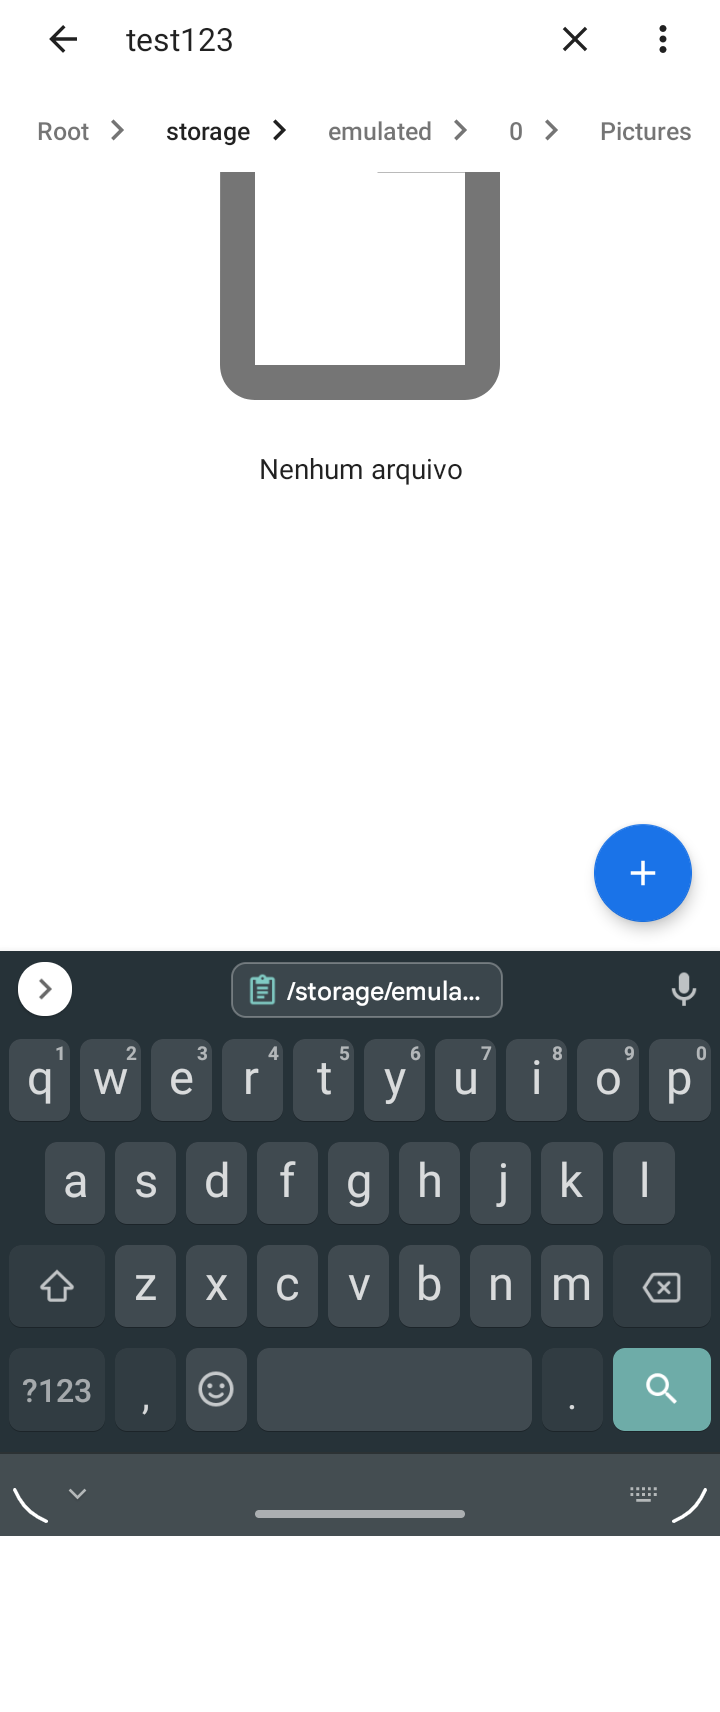 test123
Root storage emulated 0 Pictures
Nenhum arquivo
+
/storage/emula...
1 2 3 4 5 6 7 8 9 0
q w e r t y u i o p
a s d f g h j k l
z x c v b n m
?123 , .